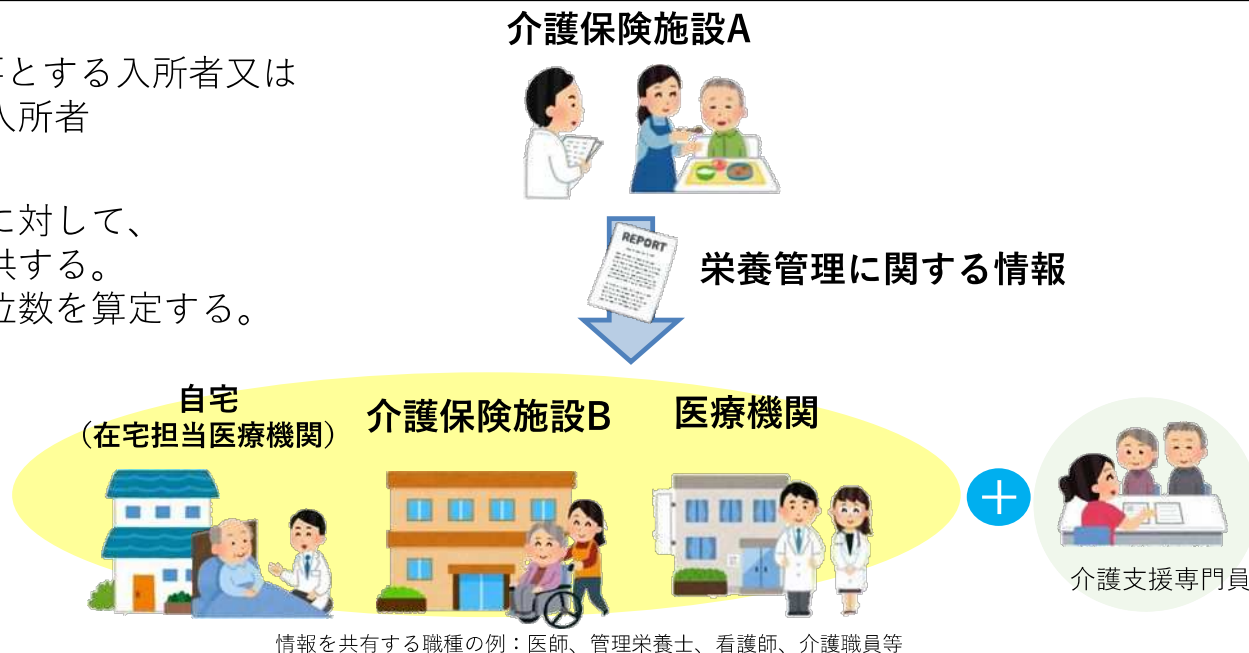 介護保険施設A
とする入所者又は
入所者
に対して、
供する。
位数を算定する。
REPORT
栄養管理に関する情報
自宅
（在宅担当医療機関）
介護保険施設B
医療機関
＋
介護支援専門員
情報を共有する職種の例：医師、管理栄養士、看護師、介護職員等